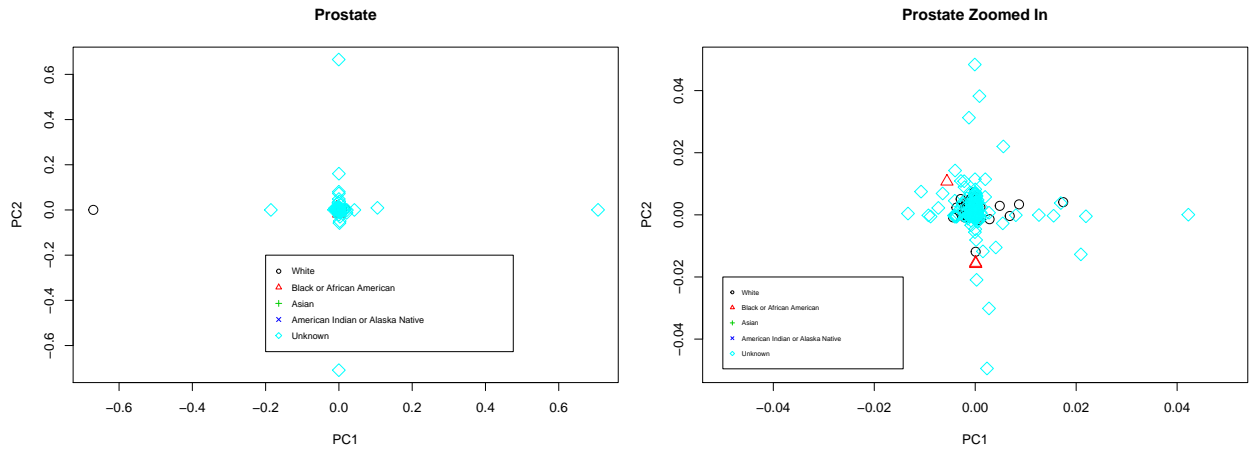 Prostate
PC2
0.6
0.4
0.2
0.0
−0.2
−0.4
−0.6
White
Black or African American
Asian
American Indian or Alaska Native
Unknown
−0.6 −0.4 −0.2 0.0 0.2 0.4 0.6
PC1
Prostate Zoomed In
PC2
0.04
0.02
0.00
−0.02
−0.04
White
Black or African American
Asian
American Indian or Alaska Native
Unknown
−0.04 −0.02 0.00 0.02 0.04
PC1